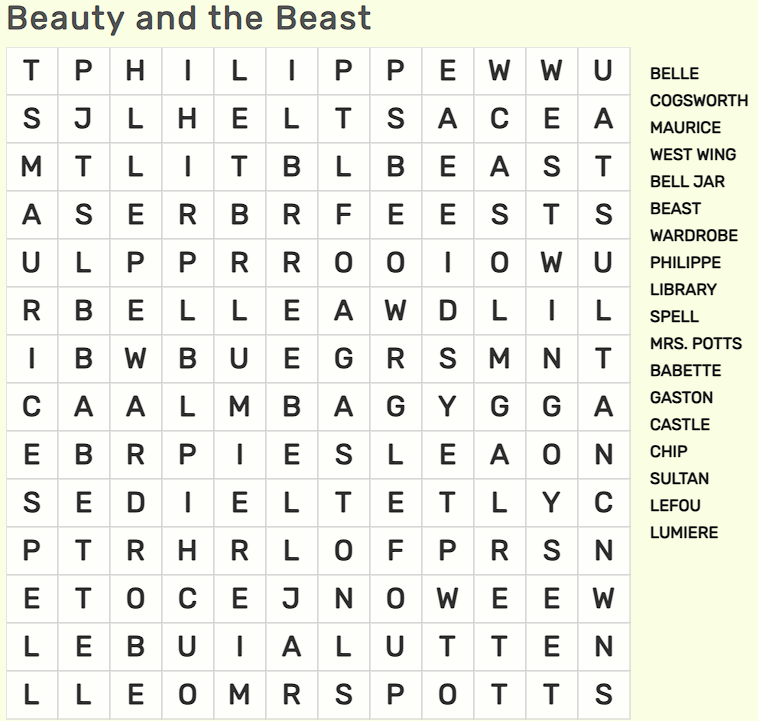 Beauty and the Beast
T P H I L I P P E W W U
S J L H E L T S A C E A
M T L I T B L B E A S T
A S E R B R F E E S T S
U L P P R R O O I O W U
R B E L L E A W D L I L
I B W B U E G R S M N T
C A A L M B A G Y G G A
E B R P I E S L E A O N
S E D I E L T E T L Y C
P T R H R L O F P R S N
E T O C E J N O W E E W
L E B U I A L U T T E N
L L E O M R S P O T T S
BELLE
COGSWORTH
MAURICE
WEST WING
BELL JAR
BEAST
WARDROBE
PHILIPPE
LIBRARY
SPELL
MRS. POTTS
BABETTE
GASTON
CASTLE
CHIP
SULTAN
LEFOU
LUMIERE